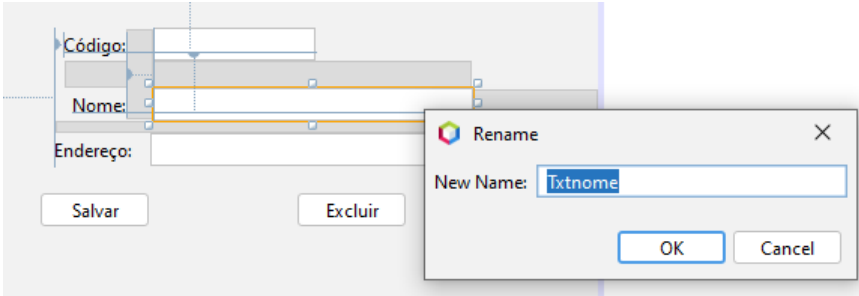 Código:
Nome:
Rename
New Name: Txtnome
Endereço:
Salvar
Excluir
OK
Cancel